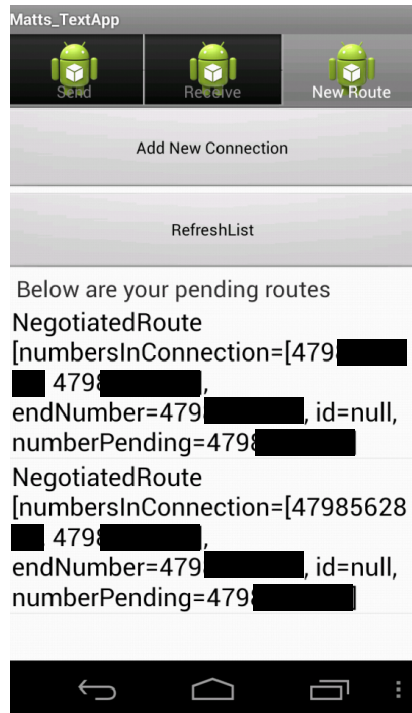 Matts_TextApp
Send Receive New Route
Add New Connection
RefreshList
Below are your pending routes
NegotiatedRoute
[numbersInConnection=[479
479 ],
endNumber=479 , id=null,
numberPending=479 ]
NegotiatedRoute
[numbersInConnection=[47985628
479 ],
endNumber=479 , id=null,
numberPending=479 ]